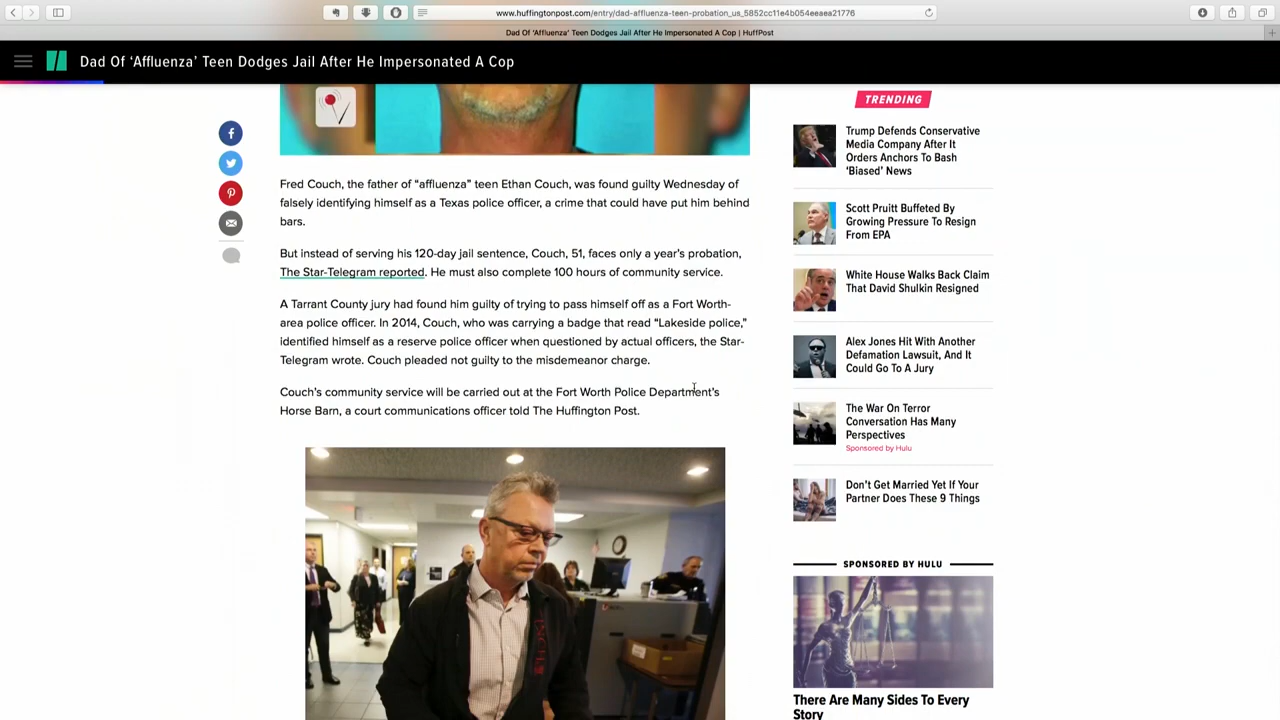 www.huffingtonpost.com/entry/dad-affluenza-teen-probation_us_5852cc11e4b054eeaea21776
Dad Of ‘Affluenza’ Teen Dodges Jail After He Impersonated A Cop | HuffPost
Dad Of ‘Affluenza’ Teen Dodges Jail After He Impersonated A Cop
Fred Couch, the father of “affluenza” teen Ethan Couch, was found guilty Wednesday of
falsely identifying himself as a Texas police officer, a crime that could have put him behind
bars.
But instead of serving his 120-day jail sentence, Couch, 51, faces only a year’s probation,
The Star-Telegram reported. He must also complete 100 hours of community service.
A Tarrant County jury had found him guilty of trying to pass himself off as a Fort Worth-
area police officer. In 2014, Couch, who was carrying a badge that read “Lakeside police,”
identified himself as a reserve police officer when questioned by actual officers, the Star-
Telegram wrote. Couch pleaded not guilty to the misdemeanor charge.
Couch’s community service will be carried out at the Fort Worth Police Department’s
Horse Barn, a court communications officer told The Huffington Post.
TRENDING
Trump Defends Conservative
Media Company After It
Orders Anchors To Bash
‘Biased’ News
Scott Pruitt Buffeted By
Growing Pressure To Resign
From EPA
White House Walks Back Claim
That David Shulkin Resigned
Alex Jones Hit With Another
Defamation Lawsuit, And It
Could Go To A Jury
The War On Terror
Conversation Has Many
Perspectives
Sponsored by Hulu
Don’t Get Married Yet If Your
Partner Does These 9 Things
SPONSORED BY HULU
There Are Many Sides To Every
Story